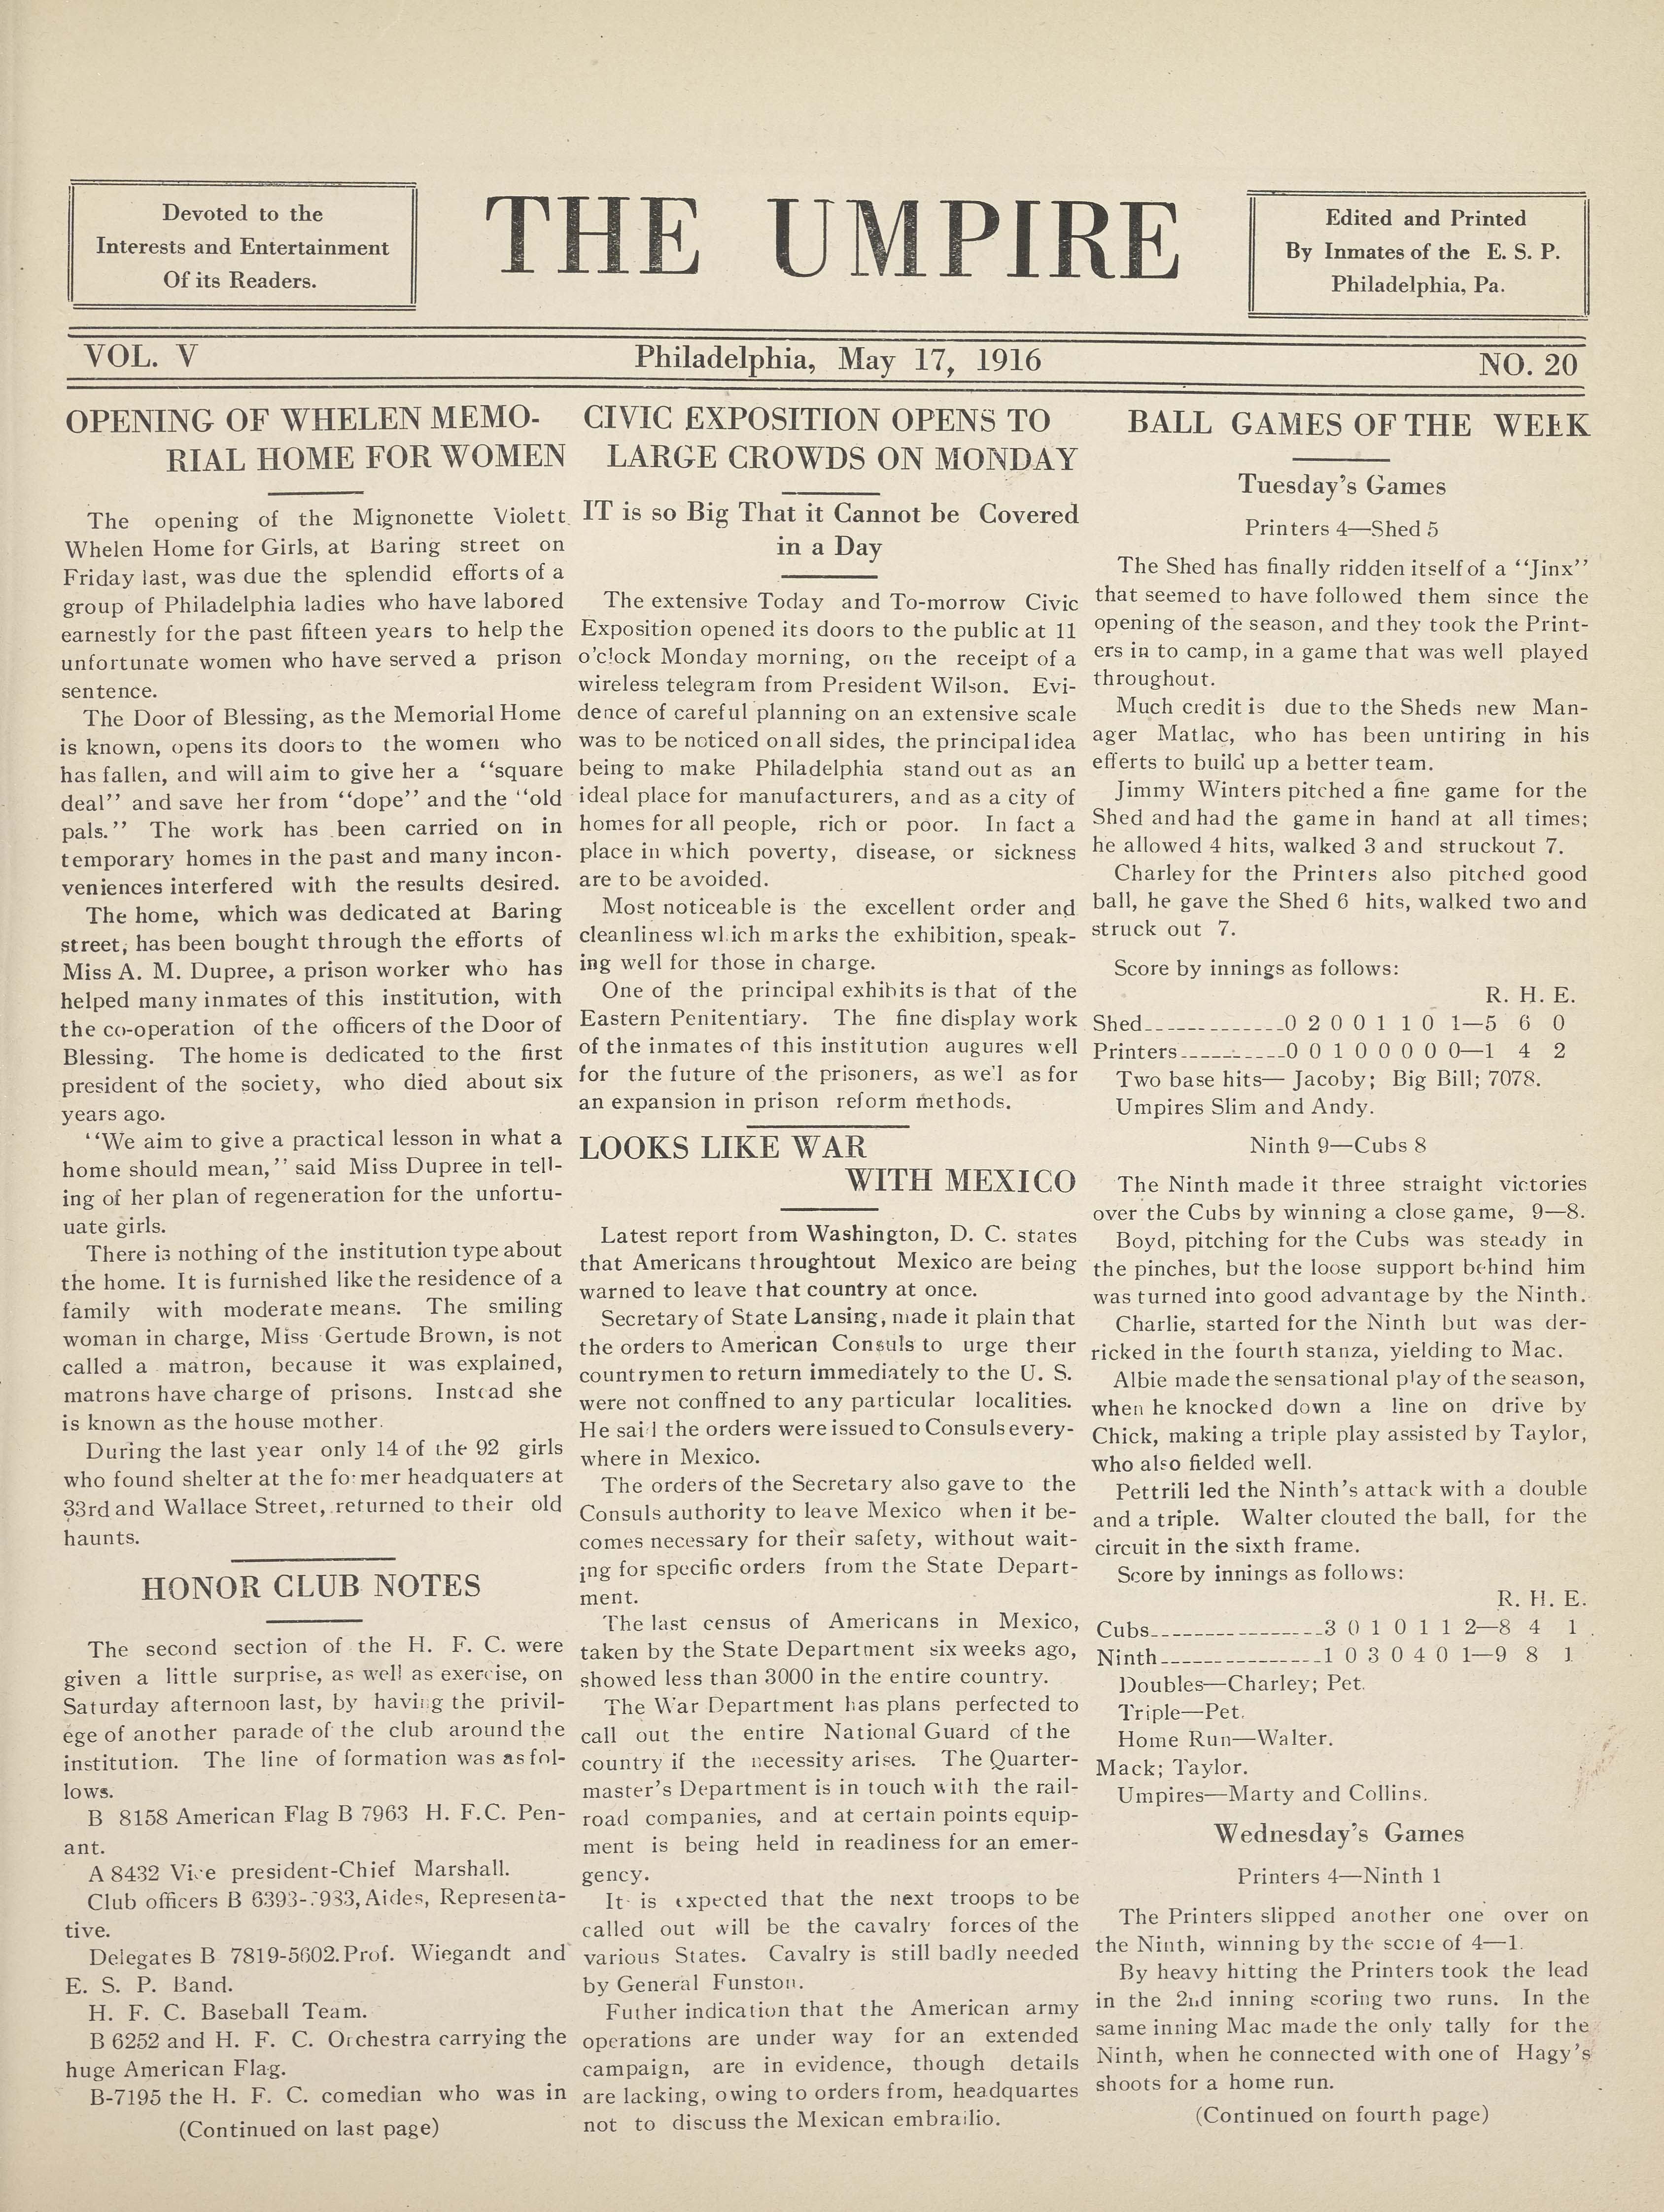 Devoted to the
Interests and Entertainment
Of its Readers.
THE UMPIRE
Edited and Printed
By Inmates of the E. S. P.
Philadelphia, Pa.
VOL. V
Philadelphia, May 17, 1916
NO. 20
OPENING OF WHELEN MEMO-
RIAL HOME FOR WOMEN
The opening of the Mignonette Violett
Whelen Home for Girls, at Baring street on
Friday last, was due the splendid efforts of a
group of Philadelphia ladies who have labored
earnestly for the past fifteen years to help the
unfortunate women who have served a prison
sentence.
The Door of Blessing, as the Memorial Home
is known, opens its doors to the women who
has fallen, and will aim to give her a ‘‘square
deal’’ and save her from ‘‘dope’’ and the ‘‘old
pals.’’ The work has been carried on in
temporary homes in the past and many incon-
veniences interfered with the results desired.
The home, which was dedicated at Baring
street, has been bought through the efforts of
Miss A. M. Dupree, a prison worker who has
helped many inmates of this institution, with
the co-operation of the officers of the Door of
Blessing. The home is dedicated to the first
president of the society, who died about six
years ago.
‘‘We aim to give a practical lesson in what a
home should mean,’’ said Miss Dupree in tell-
ing of her plan of regeneration for the unfortu-
uate girls.
There is nothing of the institution type about
the home. It is furnished like the residence of a
family with moderate means. The smiling
woman in charge, Miss Gertude Brown, is not
called a matron, because it was explained,
matrons have charge of prisons. Instead she
is known as the house mother.
During the last year only 14 of the 92 girls
who found shelter at the former headquaters at
33rd and Wallace Street, returned to their old
haunts.
HONOR CLUB NOTES
The second section of the H. F. C. were
given a little surprise, as well as exercise, on
Saturday afternoon last, by having the privil-
ege of another parade of the club around the
institution. The line of formation was as fol-
lows.
B 8158 American Flag B 7963 H. F.C. Pen-
ant.
A 8432 Vice president-Chief Marshall.
Club officers B 6393- 933, Aides, Representa-
tive.
Delegates B 7819-5602. Prof. Wiegandt and
E. S. P. Band.
H. F. C. Baseball Team.
B 6252 and H. F. C. Orchestra carrying the
huge American Flag.
B-7195 the H. F. C. comedian who was in
(Continued on last page)
CIVIC EXPOSITION OPENS TO
LARGE CROWDS ON MONDAY
IT is so Big That it Cannot be Covered
in a Day
The extensive Today and To-morrow Civic
Exposition opened its doors to the public at 11
o’clock Monday morning, on the receipt of a
wireless telegram from President Wilson. Evi-
dence of careful planning on an extensive scale
was to be noticed on all sides, the principal idea
being to make Philadelphia stand out as an
ideal place for manufacturers, and as a city of
homes for all people, rich or poor. In fact a
place in which poverty, disease, or sickness
are to be avoided.
Most noticeable is the excellent order and
cleanliness which marks the exhibition, speak-
ing well for those in charge.
One of the principal exhibits is that of the
Eastern Penitentiary. The fine display work
of the inmates of this institution augures well
for the future of the prisoners, as well as for
an expansion in prison reform methods.
LOOKS LIKE WAR
WITH MEXICO
Latest report from Washington, D. C. states
that Americans throughtout Mexico are being
warned to leave that country at once.
Secretary of State Lansing, made it plain that
the orders to American Consuls to urge their
countrymen to return immediately to the U. S.
were not conffned to any particular localities.
He said the orders were issued to Consuls every-
where in Mexico.
The orders of the Secretary also gave to the
Consuls authority to leave Mexico when it be-
comes necessary for their safety, without wait-
ing for specific orders from the State Depart-
ment.
The last census of Americans in Mexico,
taken by the State Department six weeks ago,
showed less than 3000 in the entire country.
The War Department has plans perfected to
call out the entire National Guard of the
country if the necessity arises. The Quarter-
master’s Department is in touch with the rail-
road companies, and at certain points equip-
ment is being held in readiness for an emer-
gency.
It is expected that the next troops to be
called out will be the cavalry forces of the
various States. Cavalry is still badly needed
by General Funston.
Futher indication that the American army
operations are under way for an extended
campaign, are in evidence, though details
are lacking, owing to orders from, headquartes
not to discuss the Mexican embrailio.
BALL GAMES OF THE WEEK
Tuesday’s Games
Printers 4—Shed 5
The Shed has finally ridden itself of a ‘‘Jinx’’
that seemed to have followed them since the
opening of the season, and they took the Print-
ers in to camp, in a game that was well played
throughout.
Much credit is due to the Sheds new Man-
ager Matlac, who has been untiring in his
efferts to build up a better team.
Jimmy Winters pitched a fine game for the
Shed and had the game in hand at all times;
he allowed 4 hits, walked 3 and struckout 7.
Charley for the Printers also pitched good
ball, he gave the Shed 6 hits, walked two and
struck out 7.
Score by innings as follows:
R. H. E.
Shed_____________0 2 0 0 1 1 0 1—5 6 0
Printers__________0 0 1 0 0 0 0 0—1 4 2
Two base hits— Jacoby; Big Bill; 7078.
Umpires Slim and Andy.
Ninth 9—Cubs 8
The Ninth made it three straight victories
over the Cubs by winning a close game, 9—8.
Boyd, pitching for the Cubs was steady in
the pinches, but the loose support behind him
was turned into good advantage by the Ninth.
Charlie, started for the Ninth but was der-
ricked in the fourth stanza, yielding to Mac.
Albie made the sensational play of the season,
when he knocked down a line on drive by
Chick, making a triple play assisted by Taylor,
who also fielded well.
Pettrili led the Ninth’s attack with a double
and a triple. Walter clouted the ball, for the
circuit in the sixth frame.
Score by innings as follows:
R. H. E.
Cubs________________3 0 1 0 1 1 2—8 4 1
Ninth_______________1 0 3 0 4 0 1—9 8 1
Doubles—Charley; Pet.
Triple—Pet.
Home Run—Walter.
Mack; Taylor.
Umpires—Marty and Collins.
Wednesday’s Games
Printers 4—Ninth 1
The Printers slipped another one over on
the Ninth, winning by the sccie of 4—1.
By heavy hitting the Printers took the lead
in the 2nd inning scoring two runs. In the
same inning Mac made the only tally for the
Ninth, when he connected with one of Hagy’s
shoots for a home run.
(Continued on fourth page)